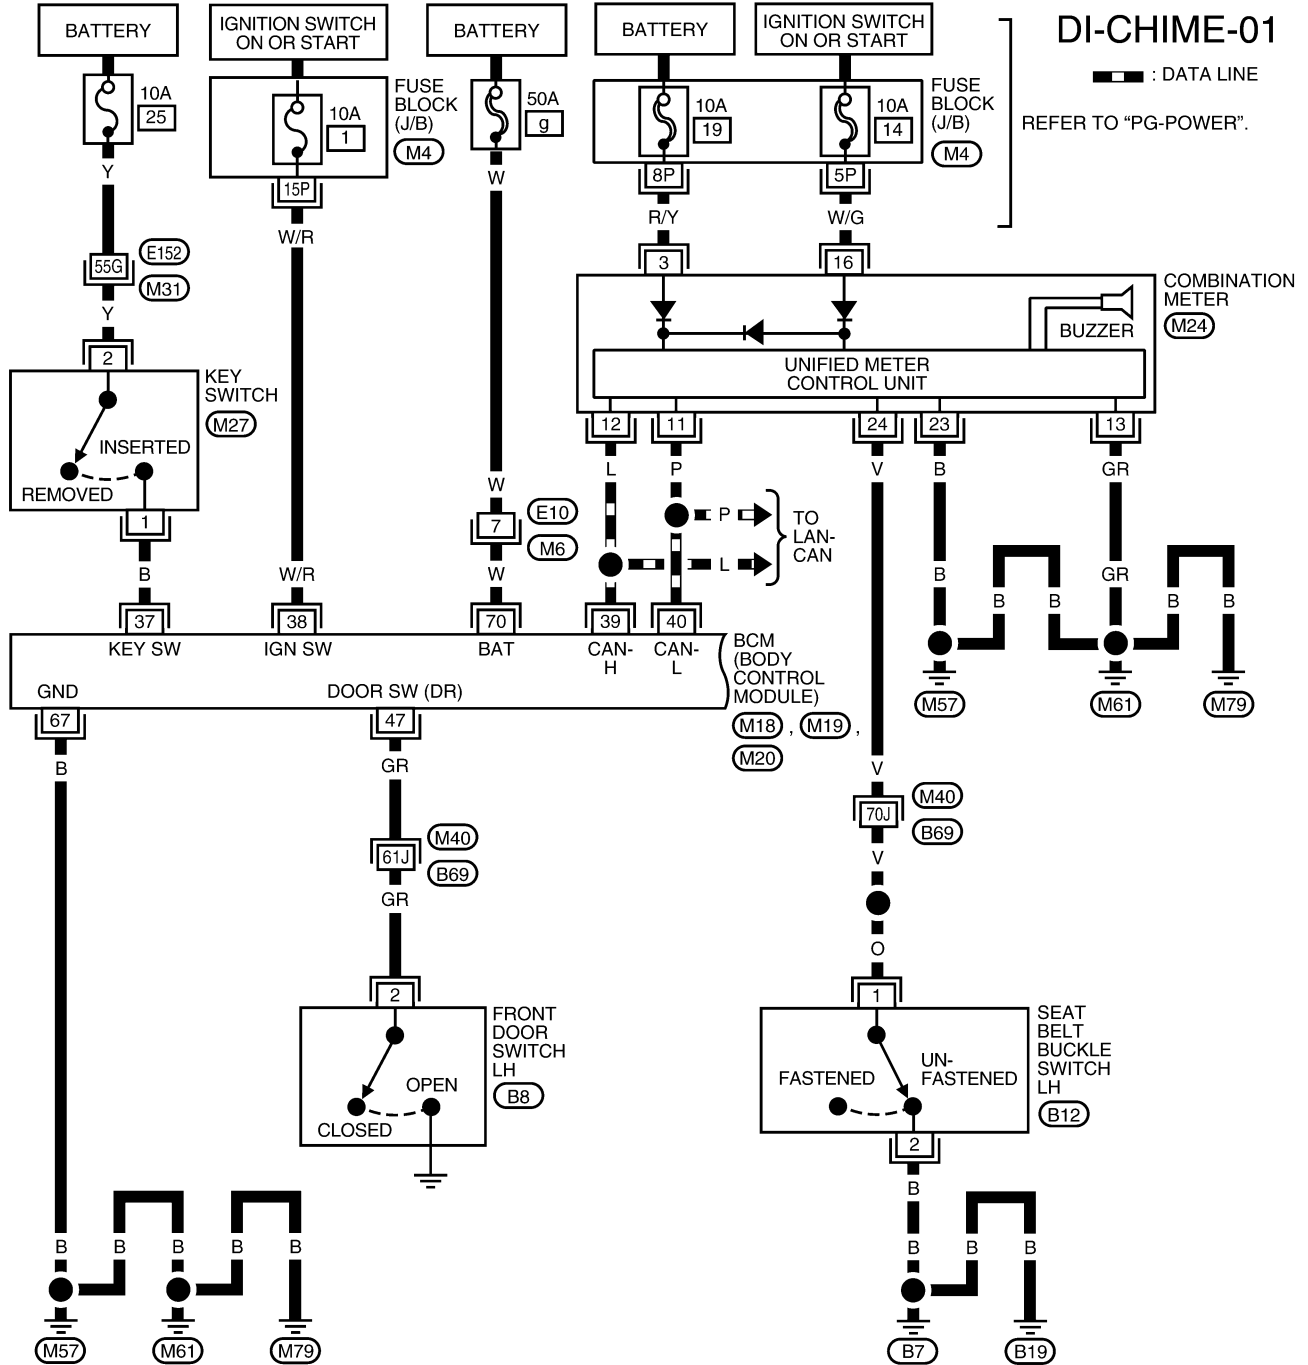 DI-CHIME-01
: DATA LINE
REFER TO “PG-POWER”.
BATTERY
10A
25
Y
55G
E152
M31
Y
2
KEY
SWITCH
M27
INSERTED
REMOVED
1
B
37
IGNITION SWITCH
ON OR START
10A
1
FUSE
BLOCK
(J/B)
M4
15P
W/R
W/R
38
BATTERY
50A
g
W
W
7
E10
M6
W
70
BATTERY
10A
19
8P
R/Y
3
IGNITION SWITCH
ON OR START
10A
14
FUSE
BLOCK
(J/B)
M4
5P
W/G
16
COMBINATION
METER
M24
BUZZER
UNIFIED METER
CONTROL UNIT
12
11
24
23
13
L
P
V
B
GR
P
L
TO
LAN-
CAN
39
40
B
GR
B
B
B
B
M57
M61
M79
KEY SW
IGN SW
BAT
CAN-
H
CAN-
L
GND
DOOR SW (DR)
BCM
(BODY
CONTROL
MODULE)
M18 , M19 ,
M20
67
B
47
GR
61J
M40
B69
GR
2
FRONT
DOOR
SWITCH
LH
B8
OPEN
CLOSED
V
70J
M40
B69
V
O
1
SEAT
BELT
BUCKLE
SWITCH
LH
B12
UN-
FASTENED
FASTENED
2
B
B
B
B
B7
B19
B
B
B
B
B
M57
M61
M79